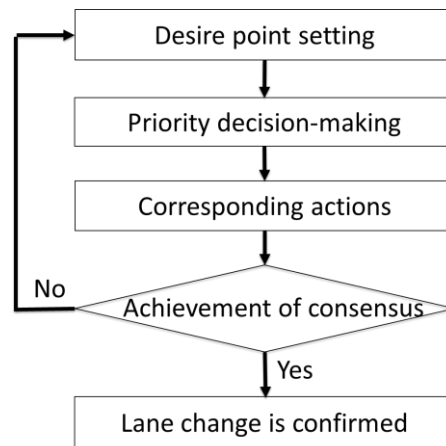 Desire point setting
Priority decision-making
Corresponding actions
Achievement of consensus
No
Yes
Lane change is confirmed